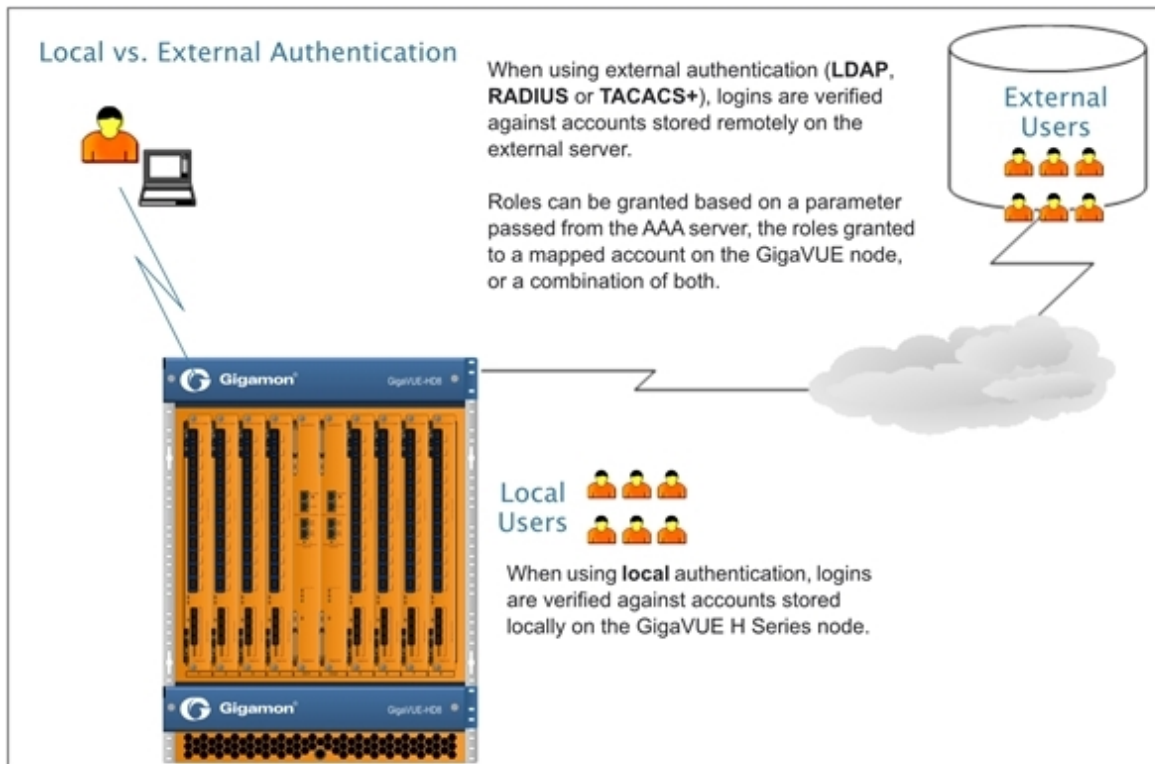 Local vs. External Authentication
When using external authentication (LDAP,
RADIUS or TACACS+), logins are verified
against accounts stored remotely on the
external server.
Roles can be granted based on a parameter
passed from the AAA server, the roles granted
to a mapped account on the GigaVUE node,
or a combination of both.
External
Users
Gigamon®
GigaVUE-HD8
Local
Users
When using local authentication, logins
are verified against accounts stored
locally on the GigaVUE H Series node.
Gigamon®
GigaVUE-HD8